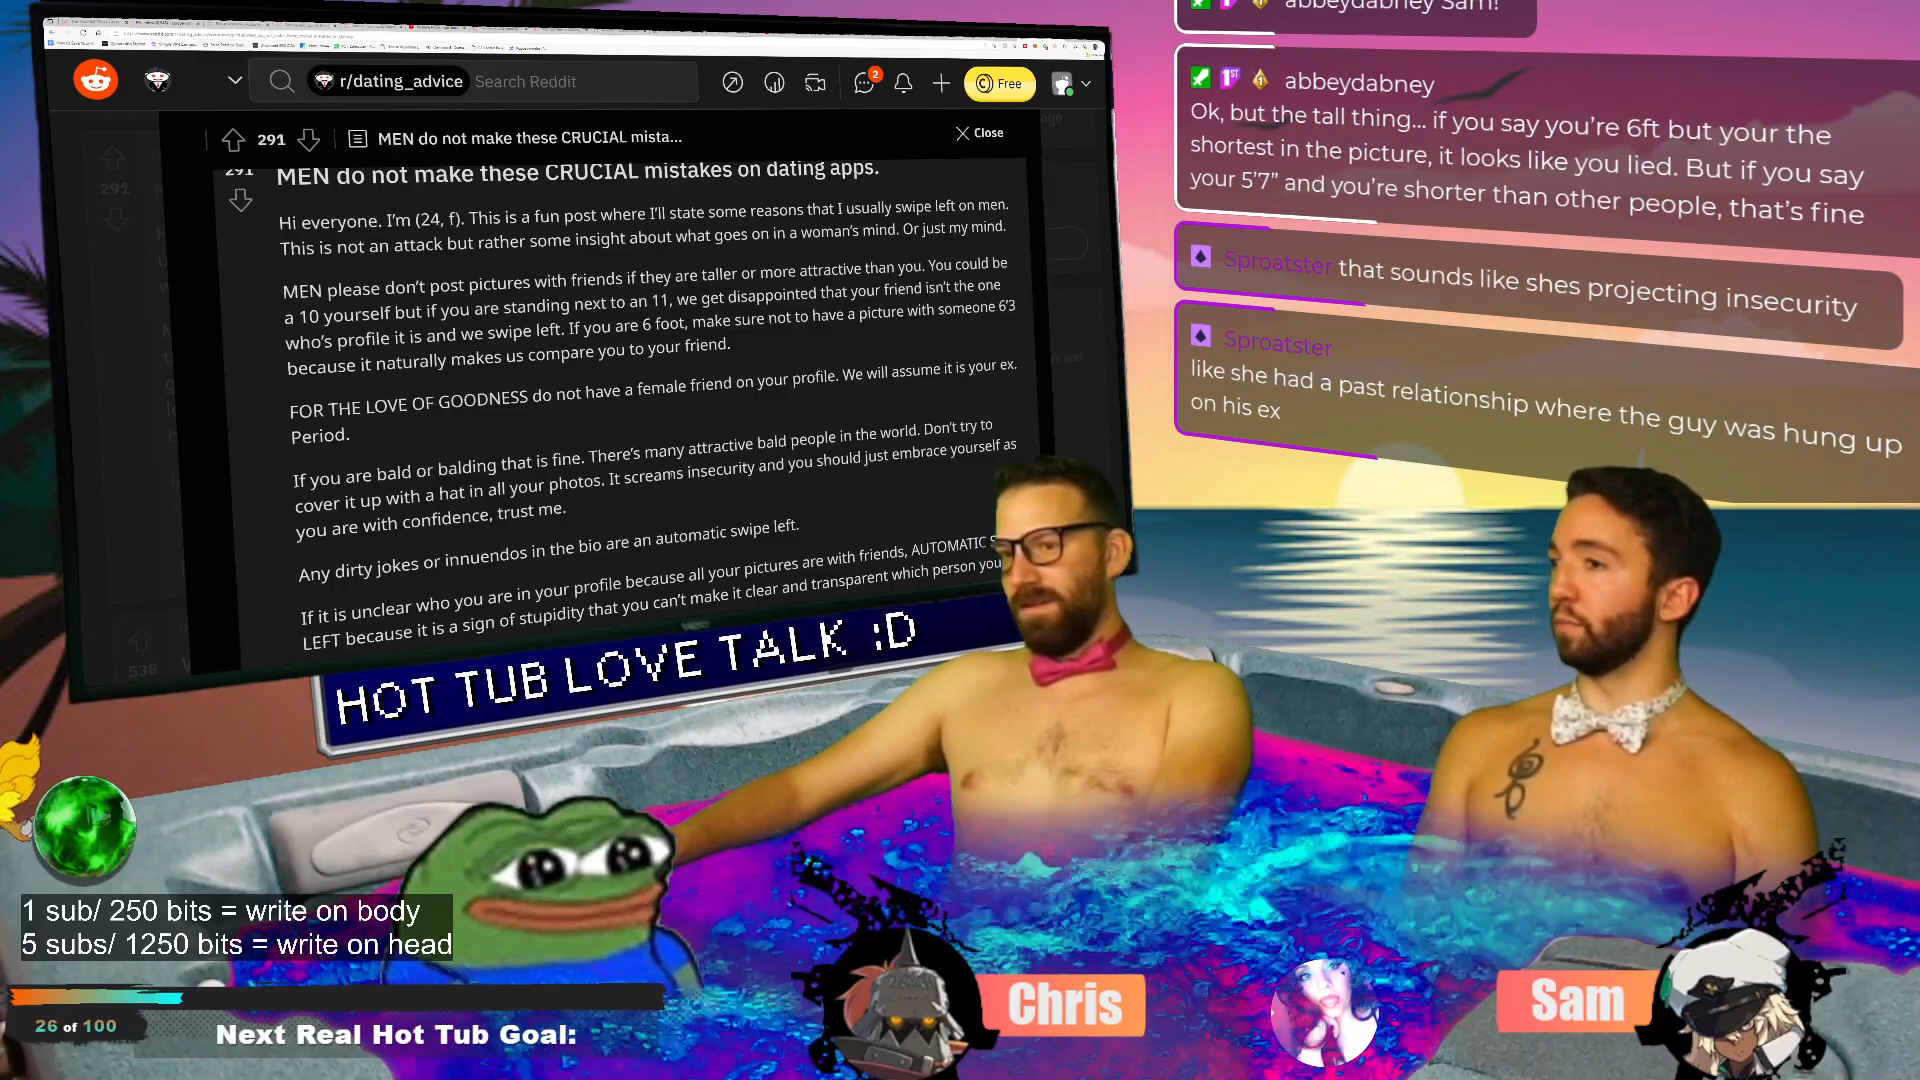 r/dating_advice
Search Reddit
2
Free
291
MEN do not make these CRUCIAL mista...
Close
291
MEN do not make these CRUCIAL mistakes on dating apps.
Hi everyone. I'm (24, f). This is a fun post where I'll state some reasons that I usually swipe left on men.
This is not an attack but rather some insight about what goes on in a woman's mind. Or just my mind.
MEN please don't post pictures with friends if they are taller or more attractive than you. You could be
a 10 yourself but if you are standing next to an 11, we get disappointed that your friend isn't the one
who's profile it is and we swipe left. If you are 6 foot, make sure not to have a picture with someone 6'3
because it naturally makes us compare you to your friend.
FOR THE LOVE OF GOODNESS do not have a female friend on your profile. We will assume it is your ex.
Period.
If you are bald or balding that is fine. There's many attractive bald people in the world. Don't try to
cover it up with a hat in all your photos. It screams insecurity and you should just embrace yourself as
you are with confidence, trust me.
Any dirty jokes or innuendos in the bio are an automatic swipe left.
If it is unclear who you are in your profile because all your pictures are with friends, AUTOMATIC S
LEFT because it is a sign of stupidity that you can't make it clear and transparent which person you
291
538
HOT TUB LOVE TALK :D
abbeydabney Sam!
1ST
abbeydabney
Ok, but the tall thing... if you say you're 6ft but your the
shortest in the picture, it looks like you lied. But if you say
your 5'7" and you're shorter than other people, that's fine
Sproatster that sounds like shes projecting insecurity
Sproatster
like she had a past relationship where the guy was hung up
on his ex
1 sub/ 250 bits = write on body
5 subs/ 1250 bits = write on head
26 of 100
Next Real Hot Tub Goal:
Chris
Sam